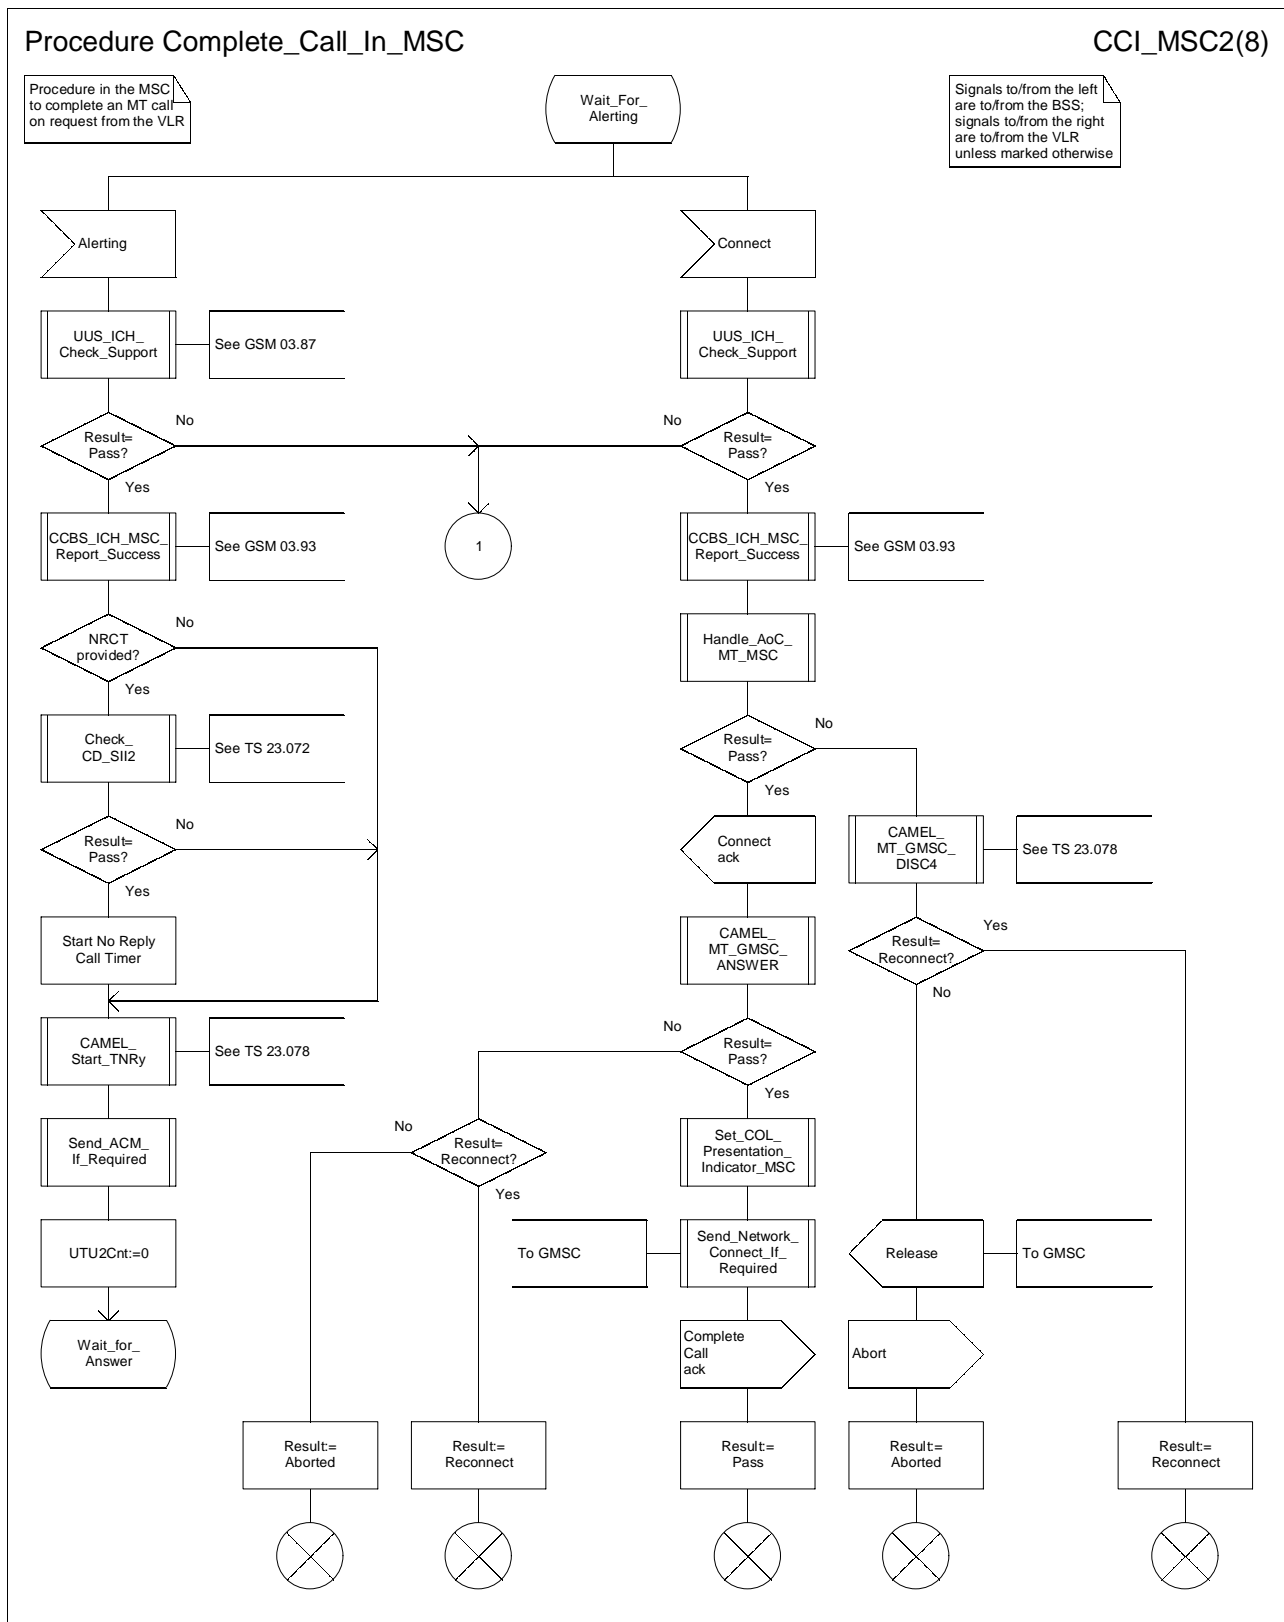 Procedure Complete_Call_In_MSC
CCI_MSC2(8)
Procedure in the MSC
to complete an MT call
on request from the VLR
Wait_For_
Alerting
Signals to/from the left
are to/from the BSS;
signals to/from the right
are to/from the VLR
unless marked otherwise
Alerting
Connect
UUS_ICH_
Check_Support
See GSM 03.87
UUS_ICH_
Check_Support
Result=
Pass?
No
Yes
No
Result=
Pass?
Yes
CCBS_ICH_MSC_
Report_Success
See GSM 03.93
1
CCBS_ICH_MSC_
Report_Success
See GSM 03.93
NRCT
provided?
No
Yes
Handle_AoC_
MT_MSC
Check_
CD_SII2
See TS 23.072
Result=
Pass?
No
Yes
Result=
Pass?
No
Yes
Connect
ack
CAMEL_
MT_GMSC_
DISC4
See TS 23.078
Start No Reply
Call Timer
CAMEL_
MT_GMSC_
ANSWER
Result=
Reconnect?
Yes
No
CAMEL_
Start_TNRy
See TS 23.078
No
Result=
Pass?
Yes
Send_ACM_
If_Required
No
Result=
Reconnect?
Yes
Set_COL_
Presentation_
Indicator_MSC
UTU2Cnt:=0
To GMSC
Send_Network_
Connect_If_
Required
Release
To GMSC
Wait_for_
Answer
Complete
Call
ack
Abort
Result:=
Aborted
Result:=
Reconnect
Result:=
Pass
Result:=
Aborted
Result:=
Reconnect